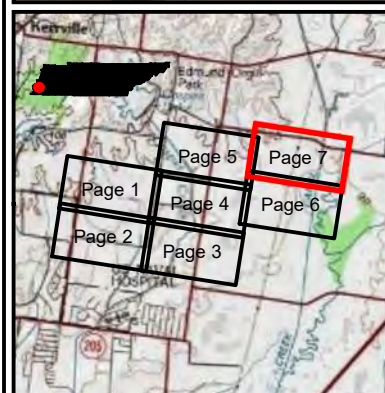 Kerrville
Edmund Orgill
Park
Page 5
Page 7
Page 1
Page 4
Page 6
Page 2
Page 3
HOSPITAL
205
CREEK